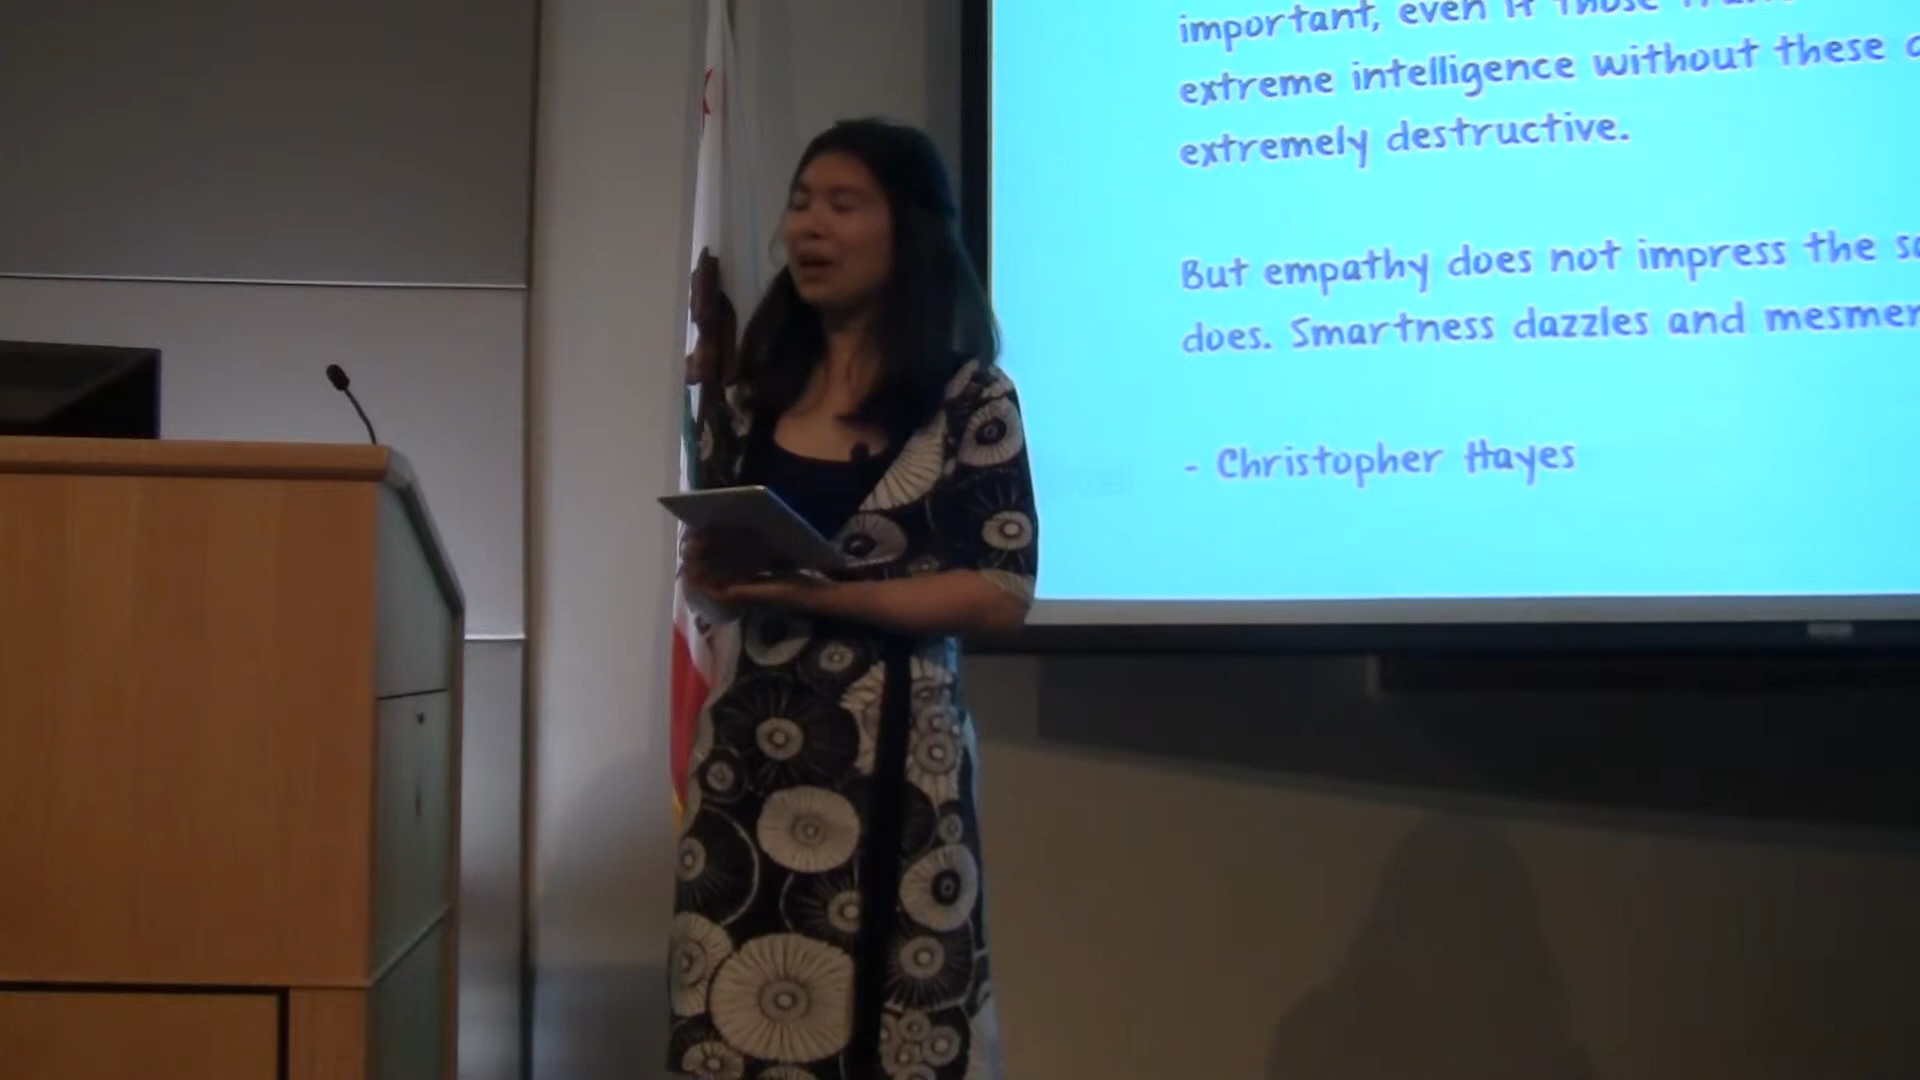 important, even if those
extreme intelligence without these
extremely destructive.
But empathy does not impress the
does. Smartness dazzles and
- Christopher Hayes